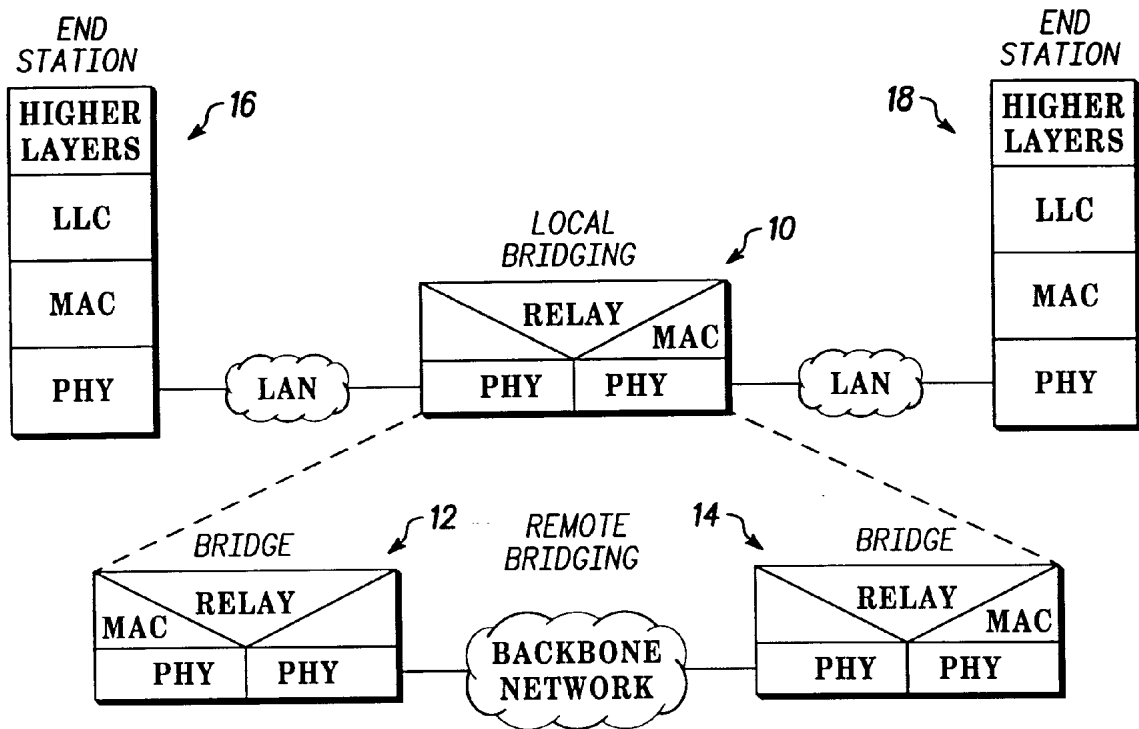 END
STATION
HIGHER
LAYERS
LLC
MAC
PHY
16
LAN
LOCAL
BRIDGING
10
RELAY
MAC
PHY
PHY
LAN
END
STATION
18
HIGHER
LAYERS
LLC
MAC
PHY
BRIDGE
12
RELAY
MAC
PHY
PHY
REMOTE
BRIDGING
BACKBONE
NETWORK
14
BRIDGE
RELAY
MAC
PHY
PHY